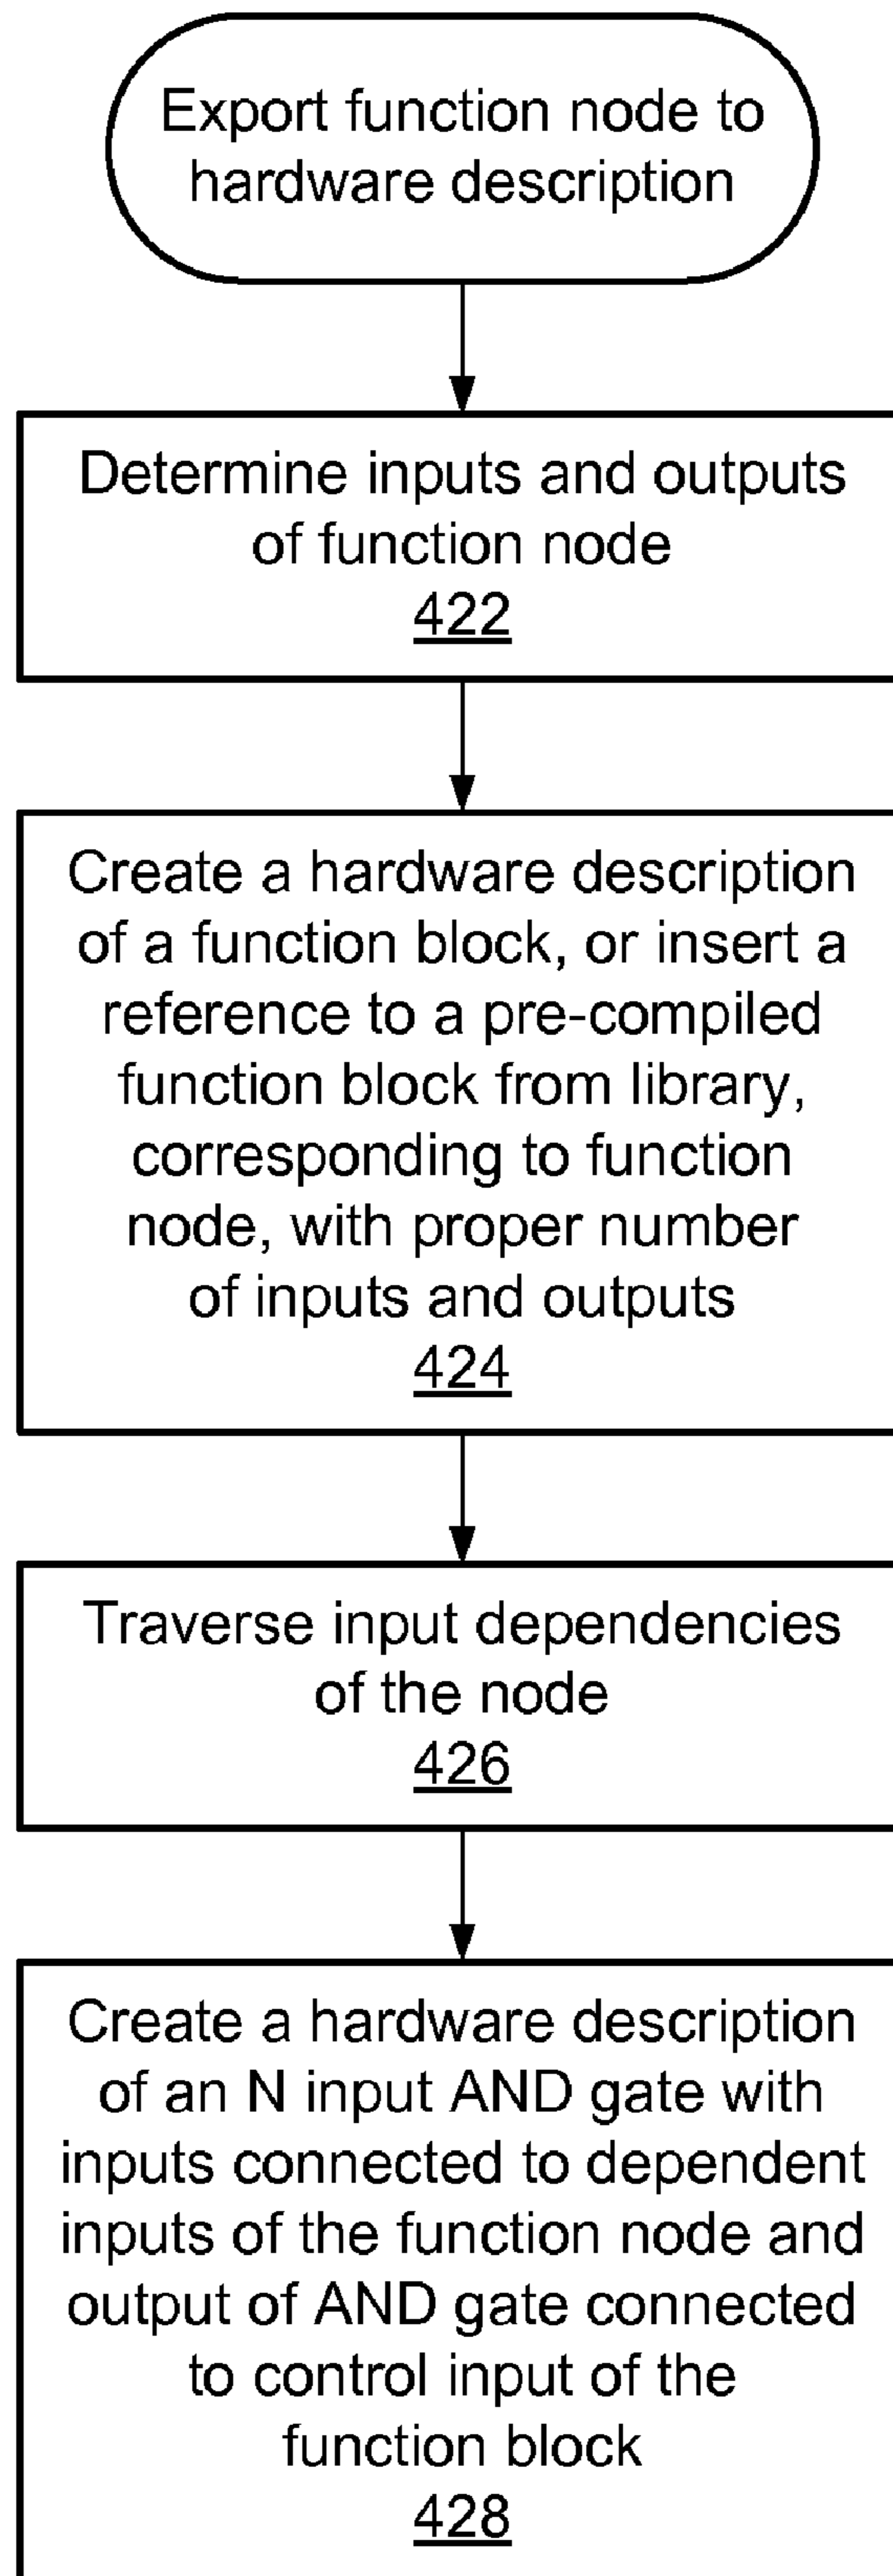 Export function node to
hardware description
Determine inputs and outputs
of function node
422
Create a hardware description
of a function block, or insert a
reference to a pre-compiled
function block from library,
corresponding to function
node, with proper number
of inputs and outputs
424
Traverse input dependencies
of the node
426
Create a hardware description
of an N input AND gate with
inputs connected to dependent
inputs of the function node and
output of AND gate connected
to control input of the
function block
428